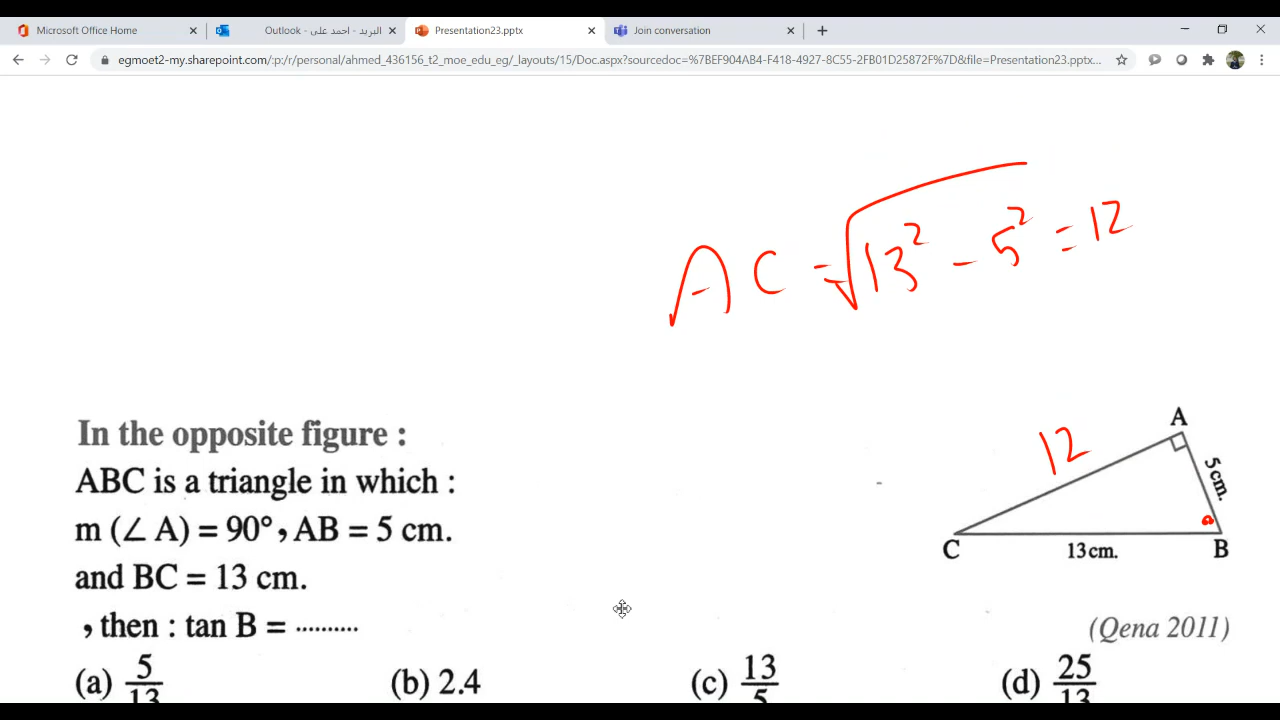 Microsoft Office Home
البريد - احمد على - Outlook
Presentation23.pptx
Join conversation
egmoet2-my.sharepoint.com/:p:/r/personal/ahmed_436156_t2_moe_edu_eg/_layouts/15/Doc.aspx?sourcedoc=%7BEF904AB4-F418-4927-8C55-2FB01D25872F%7D&file=Presentation23.pptx...
AC = √13² - 5² = 12
In the opposite figure :
ABC is a triangle in which :
m (∠ A) = 90° , AB = 5 cm.
and BC = 13 cm.
, then : tan B = ..........
A
12
5 cm.
C
B
13 cm.
(Qena 2011)
(a) 5/13 (b) 2.4 (c) 13/5 (d) 25/13